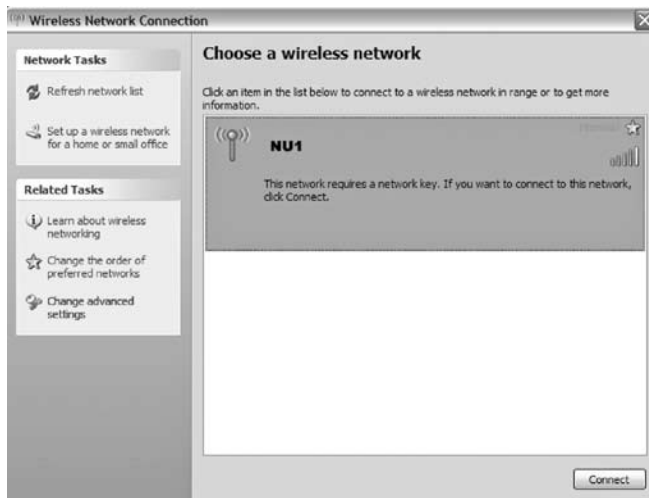 Wireless Network Connection
Network Tasks
Refresh network list
Set up a wireless network
for a home or small office
Related Tasks
Learn about wireless
networking
Change the order of
preferred networks
Change advanced
settings
Choose a wireless network
Click an item in the list below to connect to a wireless network in range or to get more
information.
NU1
This network requires a network key. If you want to connect to this network,
click Connect.
Connect